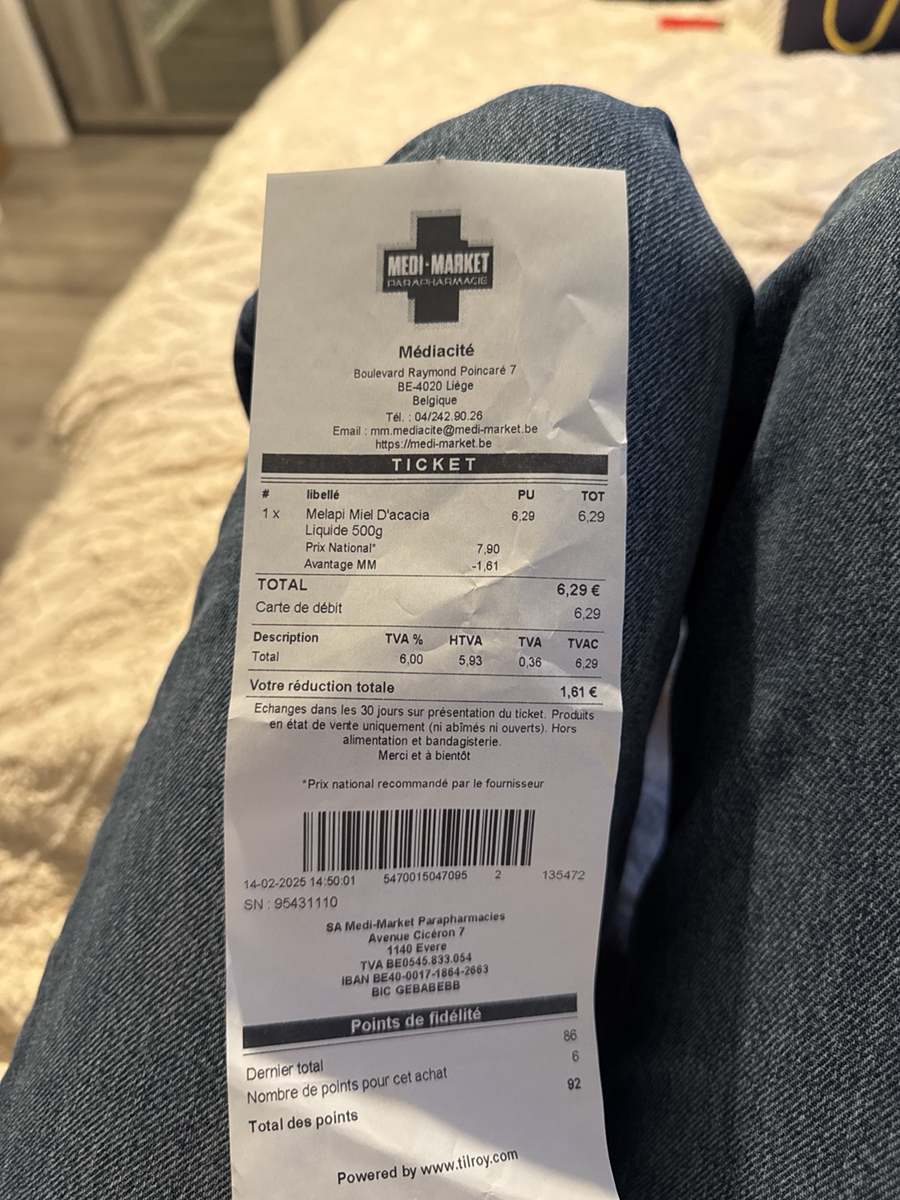 MEDI-MARKET
PARAPHARMACIE
Médiacité
Boulevard Raymond Poincaré 7
BE-4020 Liège
Belgique
Tél. : 04/242.90.26
Email : mm.mediacite@medi-market.be
https://medi-market.be
TICKET
# libellé PU TOT
1 x Melapi Miel D'acacia 6,29 6,29
Liquide 500g
Prix National* 7,90
Avantage MM -1,61
TOTAL 6,29 €
Carte de débit 6,29
Description TVA % HTVA TVA TVAC
Total 6,00 5,93 0,36 6,29
Votre réduction totale 1,61 €
Echanges dans les 30 jours sur présentation du ticket. Produits
en état de vente uniquement (ni abîmés ni ouverts). Hors
alimentation et bandagisterie.
Merci et à bientôt
*Prix national recommandé par le fournisseur
14-02-2025 14:50:01 5470015047095 2 135472
SN : 95431110
SA Medi-Market Parapharmacies
Avenue Cicéron 7
1140 Evere
TVA BE0545.833.054
IBAN BE40-0017-1864-2663
BIC GEBABEBB
Points de fidélité
Dernier total 86
Nombre de points pour cet achat 6
Total des points 92
Powered by www.tilroy.com